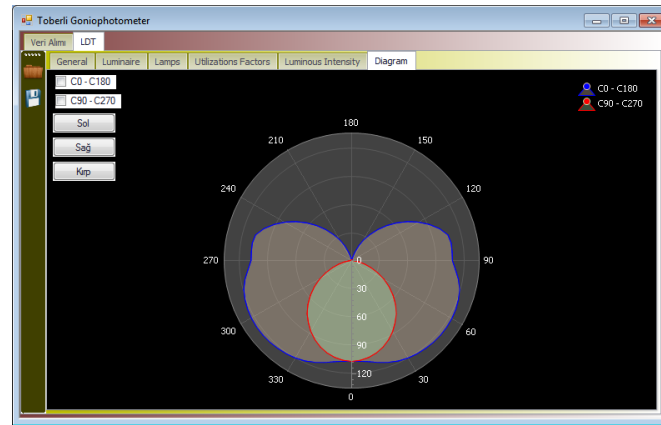 Toberli Goniophotometer
Veri Alımı LDT
General Luminaire Lamps Utilizations Factors Luminous Intensity Diagram
C0 - C180
C90 - C270
Sol
Sağ
Kırp
C0 - C180
C90 - C270
180
210 150
240 120
270 0 90
30
300 60 60
90
120
330 30
0